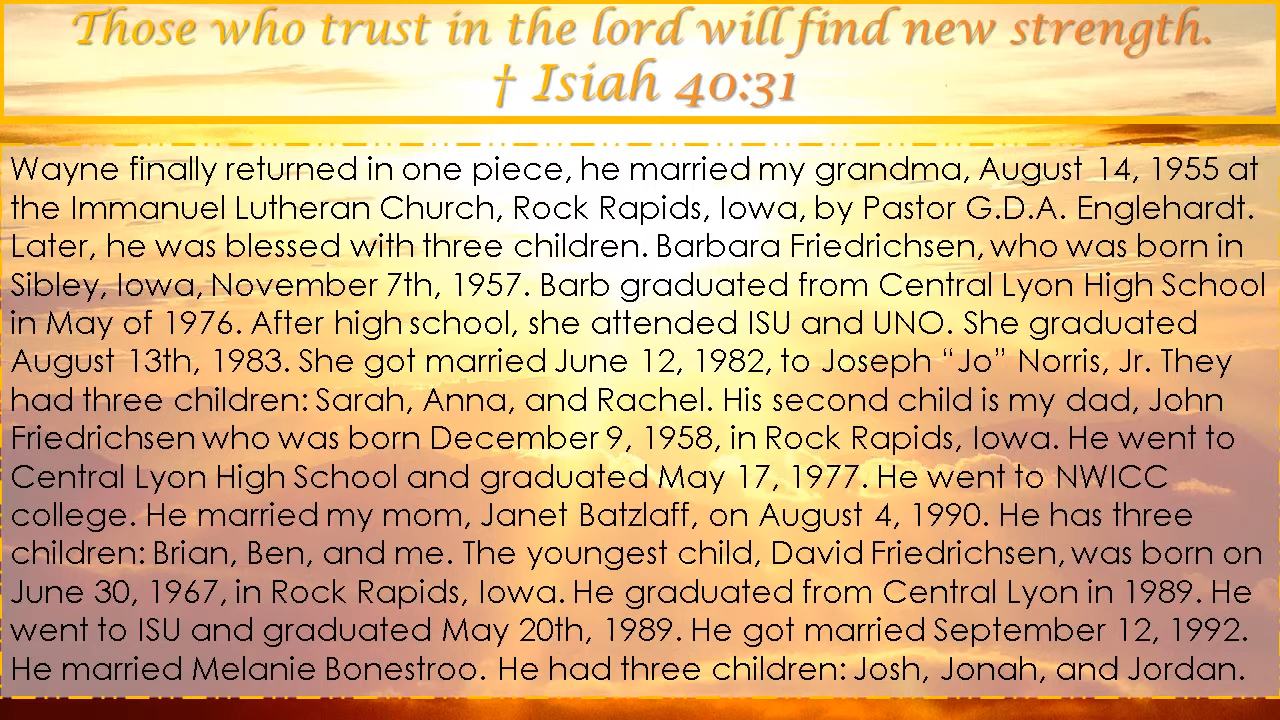 Those who trust in the lord will find new strength.
† Isiah 40:31
Wayne finally returned in one piece, he married my grandma, August 14, 1955 at
the Immanuel Lutheran Church, Rock Rapids, Iowa, by Pastor G.D.A. Englehardt.
Later, he was blessed with three children. Barbara Friedrichsen, who was born in
Sibley, Iowa, November 7th, 1957. Barb graduated from Central Lyon High School
in May of 1976. After high school, she attended ISU and UNO. She graduated
August 13th, 1983. She got married June 12, 1982, to Joseph “Jo” Norris, Jr. They
had three children: Sarah, Anna, and Rachel. His second child is my dad, John
Friedrichsen who was born December 9, 1958, in Rock Rapids, Iowa. He went to
Central Lyon High School and graduated May 17, 1977. He went to NWICC
college. He married my mom, Janet Batzlaff, on August 4, 1990. He has three
children: Brian, Ben, and me. The youngest child, David Friedrichsen, was born on
June 30, 1967, in Rock Rapids, Iowa. He graduated from Central Lyon in 1989. He
went to ISU and graduated May 20th, 1989. He got married September 12, 1992.
He married Melanie Bonestroo. He had three children: Josh, Jonah, and Jordan.